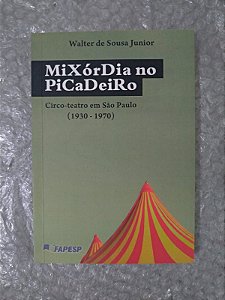 Walter de Sousa Junior
MiXórDia no
PiCaDeiRo
Circo-teatro em São Paulo
(1930 - 1970)
FAPESP